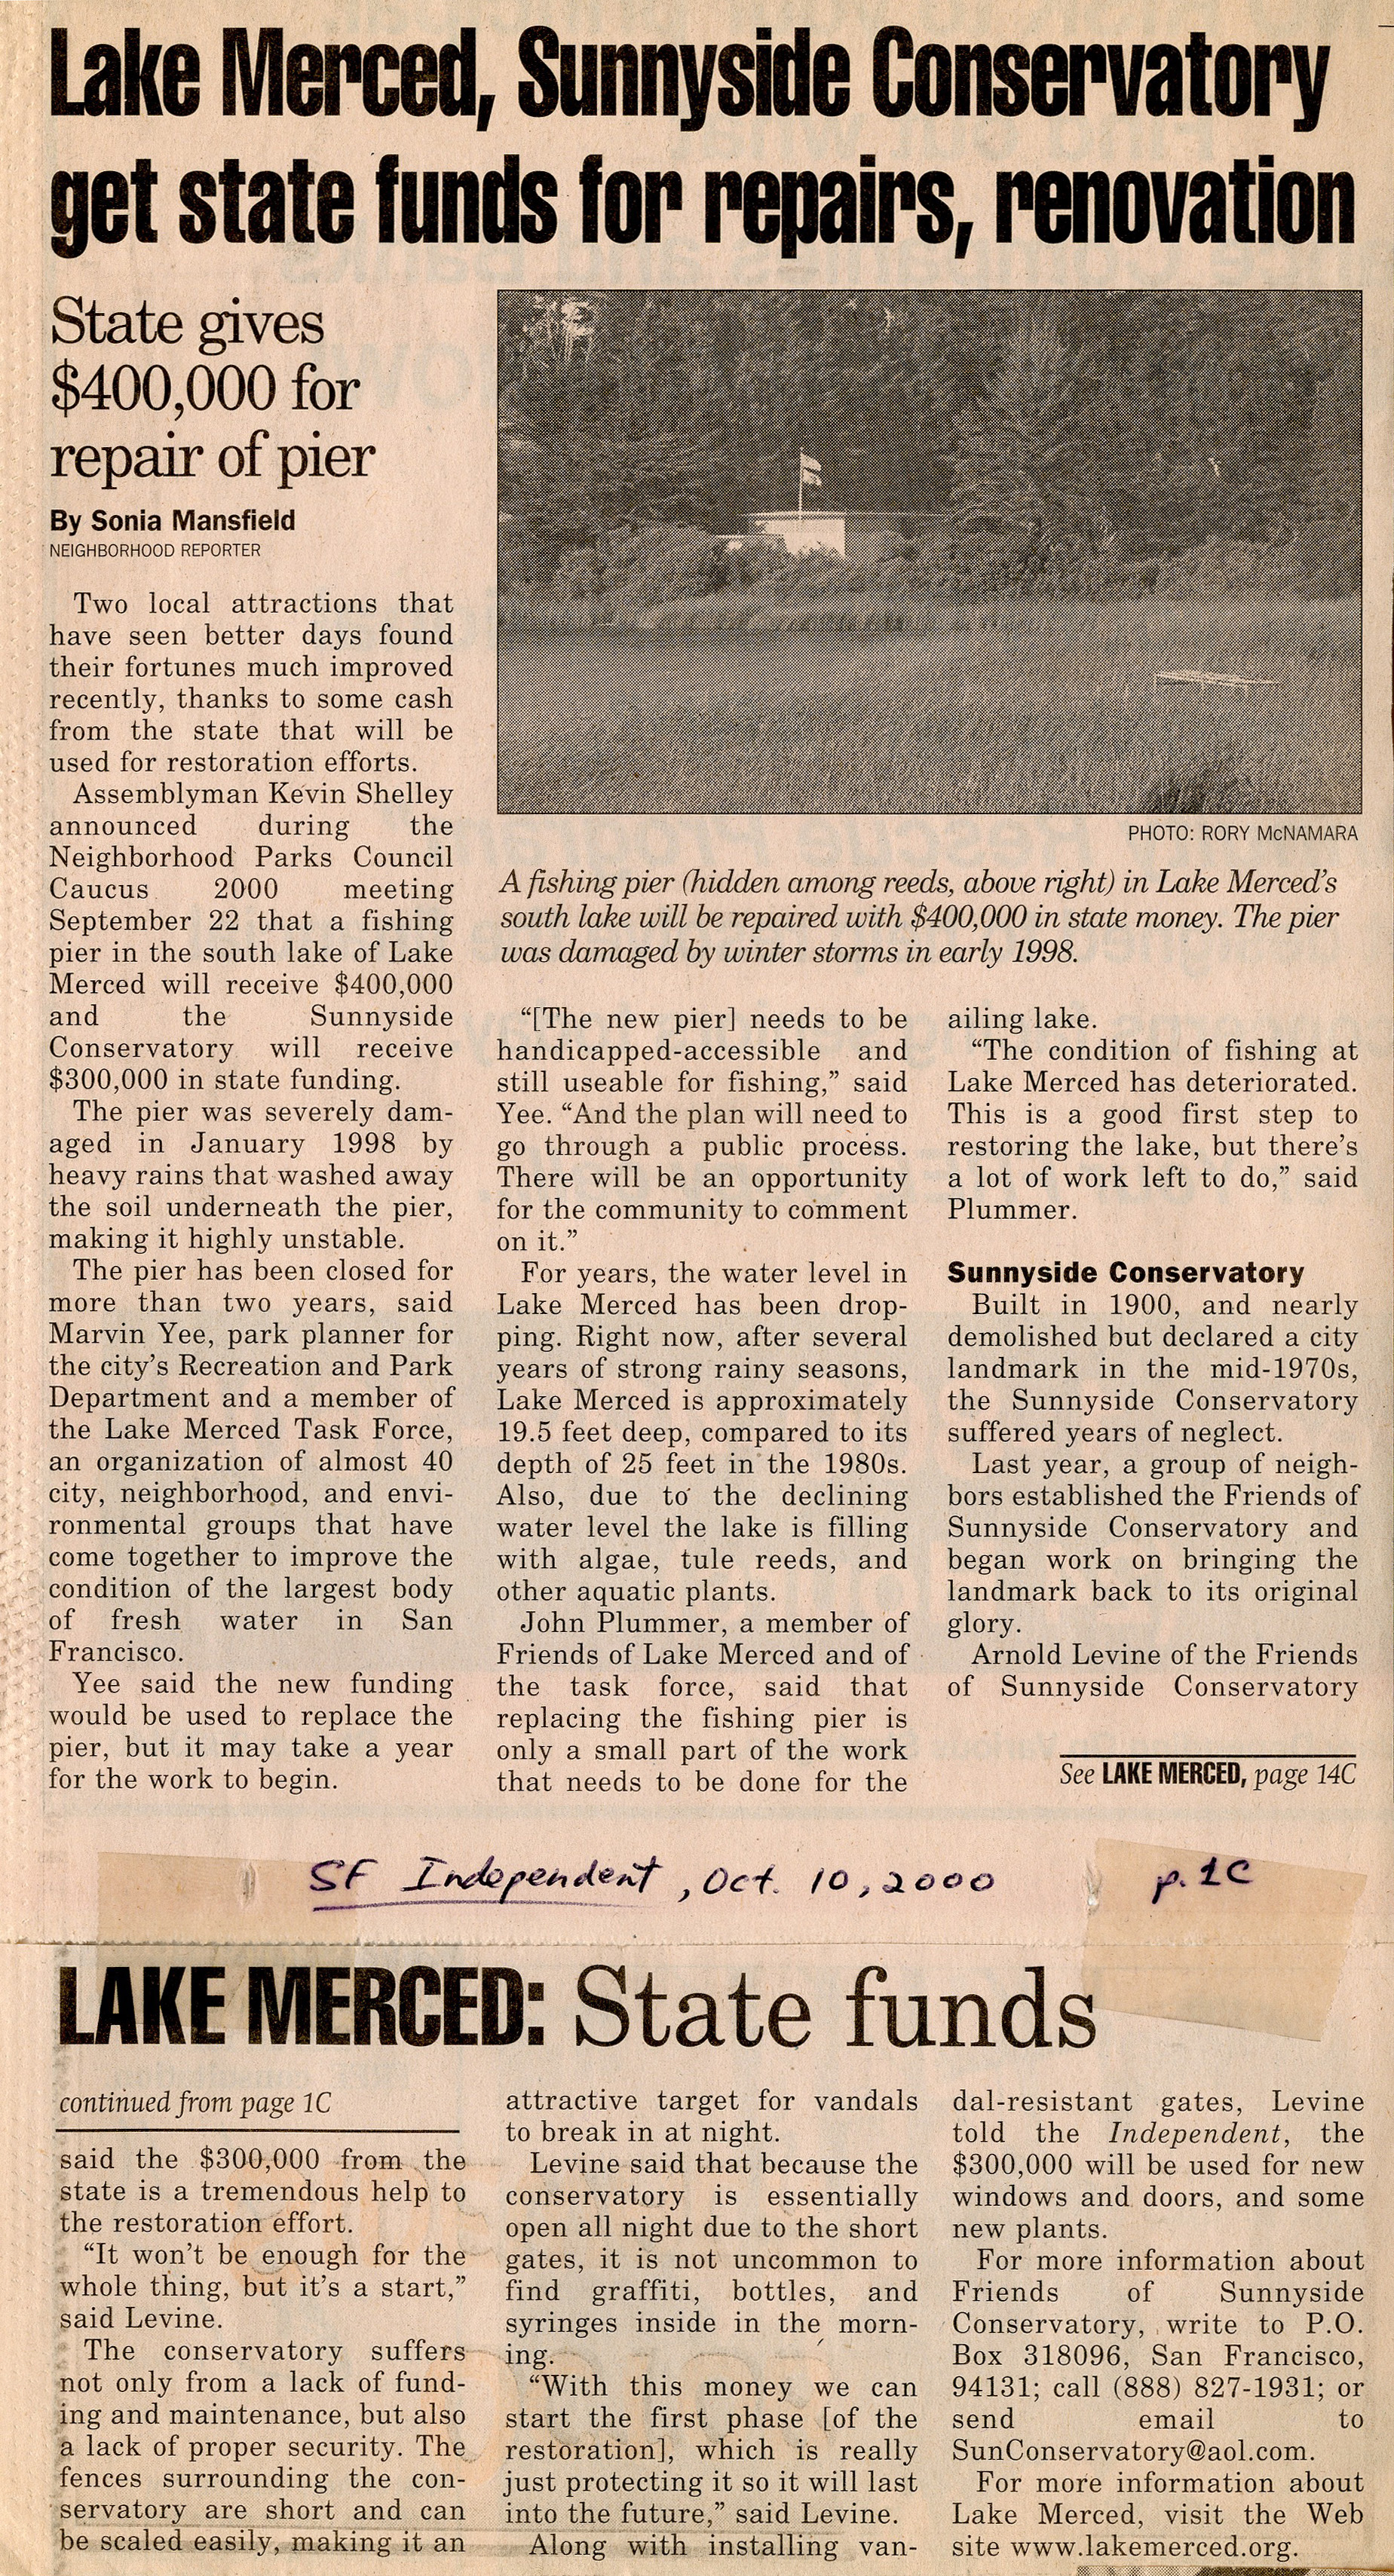 Lake Merced, Sunnyside Conservatory
get state funds for repairs, renovation
State gives
$400,000 for
repair of pier
By Sonia Mansfield
NEIGHBORHOOD REPORTER
Two local attractions that
have seen better days found
their fortunes much improved
recently, thanks to some cash
from the state that will be
used for restoration efforts.
Assemblyman Kevin Shelley
announced during the
Neighborhood Parks Council
Caucus 2000 meeting
September 22 that a fishing
pier in the south lake of Lake
Merced will receive $400,000
and the Sunnyside
Conservatory will receive
$300,000 in state funding.
The pier was severely dam-
aged in January 1998 by
heavy rains that washed away
the soil underneath the pier,
making it highly unstable.
The pier has been closed for
more than two years, said
Marvin Yee, park planner for
the city's Recreation and Park
Department and a member of
the Lake Merced Task Force,
an organization of almost 40
city, neighborhood, and envi-
ronmental groups that have
come together to improve the
condition of the largest body
of fresh water in San
Francisco.
Yee said the new funding
would be used to replace the
pier, but it may take a year
for the work to begin.
PHOTO: RORY McNAMARA
A fishing pier (hidden among reeds, above right) in Lake Merced's
south lake will be repaired with $400,000 in state money. The pier
was damaged by winter storms in early 1998.
"[The new pier] needs to be
handicapped-accessible and
still useable for fishing," said
Yee. "And the plan will need to
go through a public process.
There will be an opportunity
for the community to comment
on it."
For years, the water level in
Lake Merced has been drop-
ping. Right now, after several
years of strong rainy seasons,
Lake Merced is approximately
19.5 feet deep, compared to its
depth of 25 feet in the 1980s.
Also, due to the declining
water level the lake is filling
with algae, tule reeds, and
other aquatic plants.
John Plummer, a member of
Friends of Lake Merced and of
the task force, said that
replacing the fishing pier is
only a small part of the work
that needs to be done for the
ailing lake.
"The condition of fishing at
Lake Merced has deteriorated.
This is a good first step to
restoring the lake, but there's
a lot of work left to do," said
Plummer.
Sunnyside Conservatory
Built in 1900, and nearly
demolished but declared a city
landmark in the mid-1970s,
the Sunnyside Conservatory
suffered years of neglect.
Last year, a group of neigh-
bors established the Friends of
Sunnyside Conservatory and
began work on bringing the
landmark back to its original
glory.
Arnold Levine of the Friends
of Sunnyside Conservatory
See LAKE MERCED, page 14C
SF Independent, Oct. 10, 2000 p. 1C
LAKE MERCED: State funds
continued from page 1C
said the $300,000 from the
state is a tremendous help to
the restoration effort.
"It won't be enough for the
whole thing, but it's a start,"
said Levine.
The conservatory suffers
not only from a lack of fund-
ing and maintenance, but also
a lack of proper security. The
fences surrounding the con-
servatory are short and can
be scaled easily, making it an
attractive target for vandals
to break in at night.
Levine said that because the
conservatory is essentially
open all night due to the short
gates, it is not uncommon to
find graffiti, bottles, and
syringes inside in the morn-
ing.
"With this money we can
start the first phase [of the
restoration], which is really
just protecting it so it will last
into the future," said Levine.
Along with installing van-
dal-resistant gates, Levine
told the Independent, the
$300,000 will be used for new
windows and doors, and some
new plants.
For more information about
Friends of Sunnyside
Conservatory, write to P.O.
Box 318096, San Francisco,
94131; call (888) 827-1931; or
send email to
SunConservatory@aol.com.
For more information about
Lake Merced, visit the Web
site www.lakemerced.org.